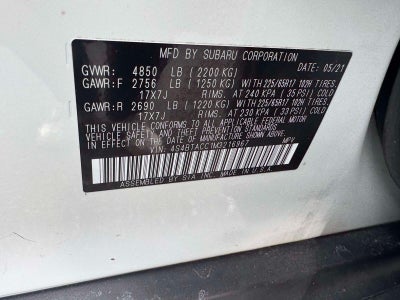 MFD BY SUBARU CORPORATION 05/21
GVWR: 4850 LB (2200 KG)
GAWR:F 2756 LB (1250 KG) WITH 225/65R17 102H TIRES,
17X7J RIMS, AT 240 KPA (35 PSI) COLD
GAWR:R 2690 LB (1220 KG) WITH 225/65R17 102H TIRES,
17X7J RIMS, AT 230 KPA (33 PSI) COLD
THIS VEHICLE CONFORMS TO ALL APPLICABLE FEDERAL MOTOR
VEHICLE SAFETY AND THEFT PREVENTION STANDARDS
IN EFFECT ON THE DATE OF MANUFACTURE SHOWN ABOVE.
VIN: 4S4BTACC1M3216967 MPV
ASSEMBLED BY S.I.A., INC. MADE IN U.S.A.